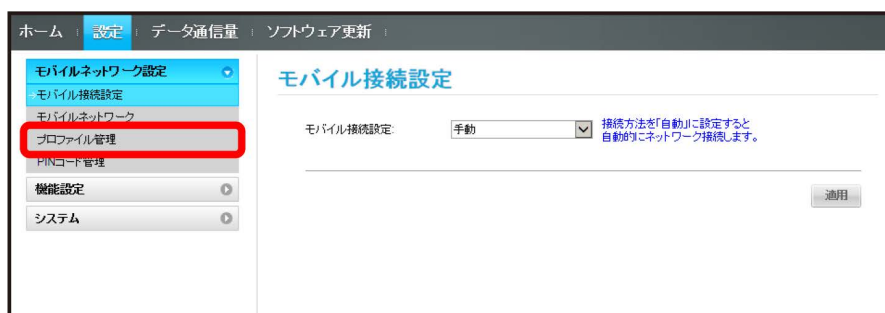 ホーム 設定 データ通信量 ソフトウェア更新
モバイルネットワーク設定
モバイル接続設定
モバイルネットワーク
プロファイル管理
PINコード管理
機能設定
システム
モバイル接続設定
モバイル接続設定: 手動
接続方法を「自動」に設定すると
自動的にネットワーク接続します。
適用